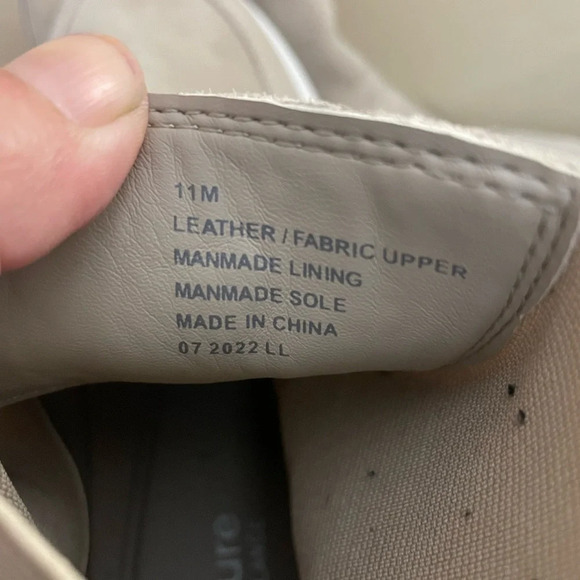 11M
LEATHER / FABRIC UPPER
MANMADE LINING
MANMADE SOLE
MADE IN CHINA
07 2022 LL